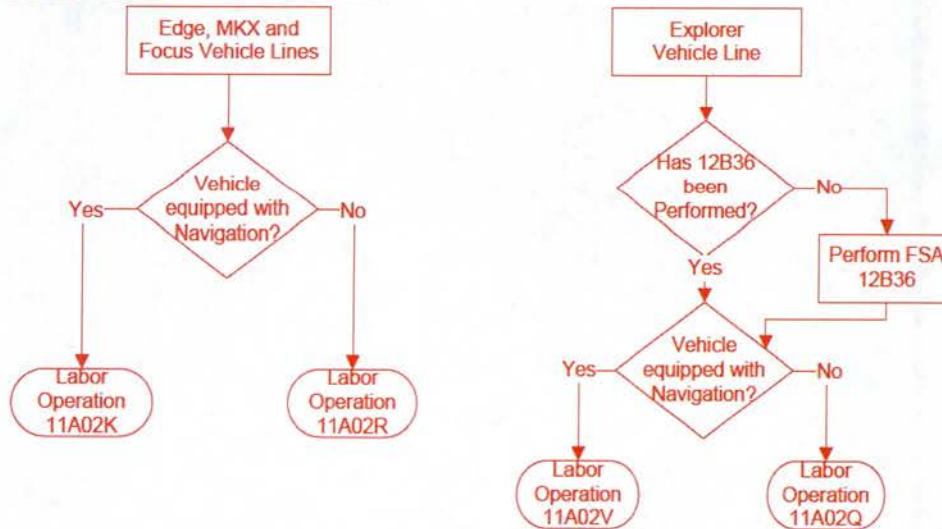 Edge, MKX and
Focus Vehicle Lines
Vehicle
equipped with
Navigation?
Yes
No
Labor
Operation
11A02K
Labor
Operation
11A02R
Explorer
Vehicle Line
Has 12B36
been
Performed?
No
Perform FSA
12B36
Yes
Vehicle
equipped with
Navigation?
Yes
No
Labor
Operation
11A02V
Labor
Operation
11A02Q